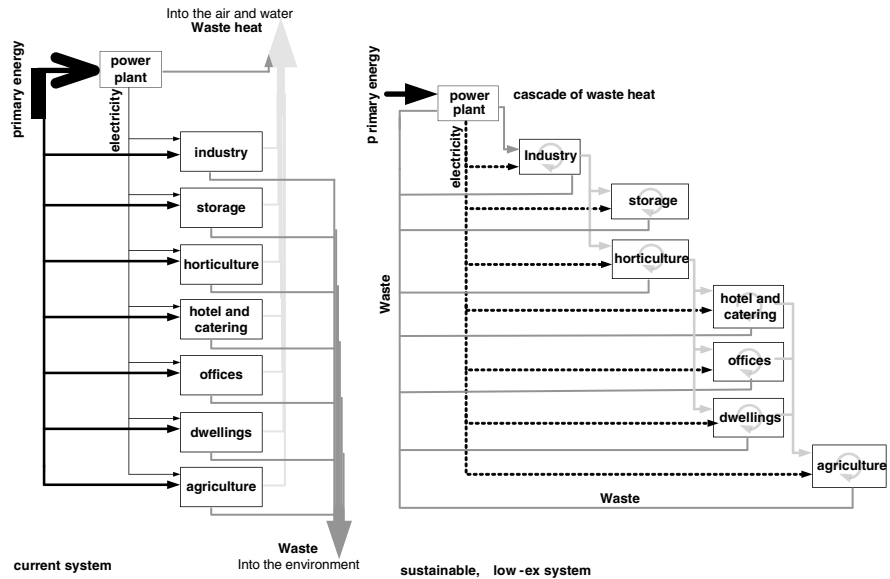 Into the air and water
Waste heat
primary energy
power
plant
electricity
industry
storage
horticulture
hotel and
catering
offices
dwellings
agriculture
Waste
Into the environment
current system
p rimary energy
power
plant
cascade of waste heat
electricity
Industry
storage
horticulture
hotel and
catering
offices
dwellings
agriculture
Waste
Waste
sustainable, low -ex system